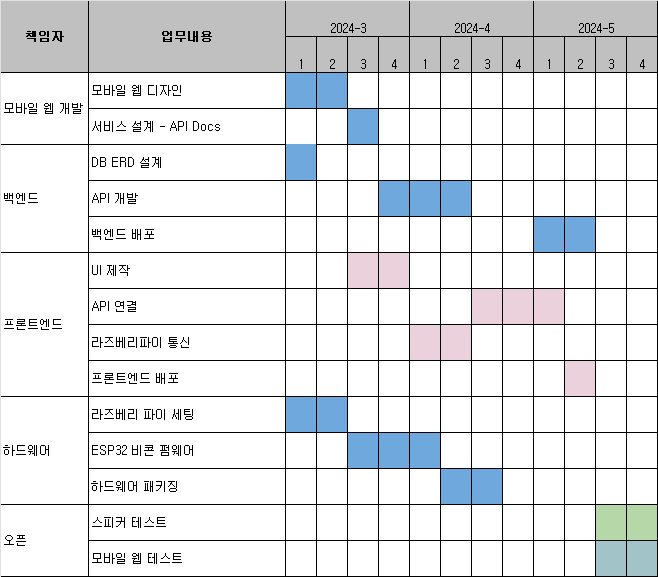 책임자 업무내용 2024-3 2024-4 2024-5
1 2 3 4 1 2 3 4 1 2 3 4
모바일 웹 개발 모바일 웹 디자인
서비스 설계 - API Docs
백엔드 DB ERD 설계
API 개발
백엔드 배포
프론트엔드 UI 제작
API 연결
라즈베리파이 통신
프론트엔드 배포
하드웨어 라즈베리 파이 세팅
ESP32 비콘 펌웨어
하드웨어 패키징
오픈 스피커 테스트
모바일 웹 테스트